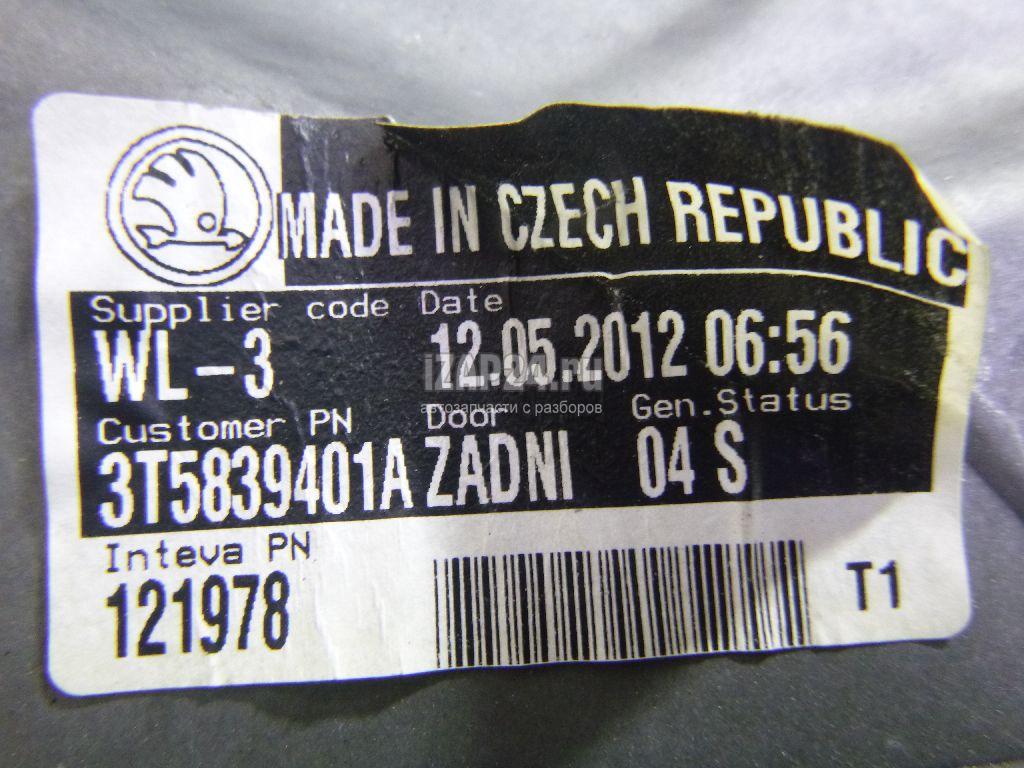 MADE IN CZECH REPUBLIC
Supplier code Date
WL-3 12.05.2012 06:56
iZAP24.ru
автозапчасти с разборов
Customer PN Door Gen.Status
3T5839401A ZADNI 04 S
Inteva PN
121978 T1